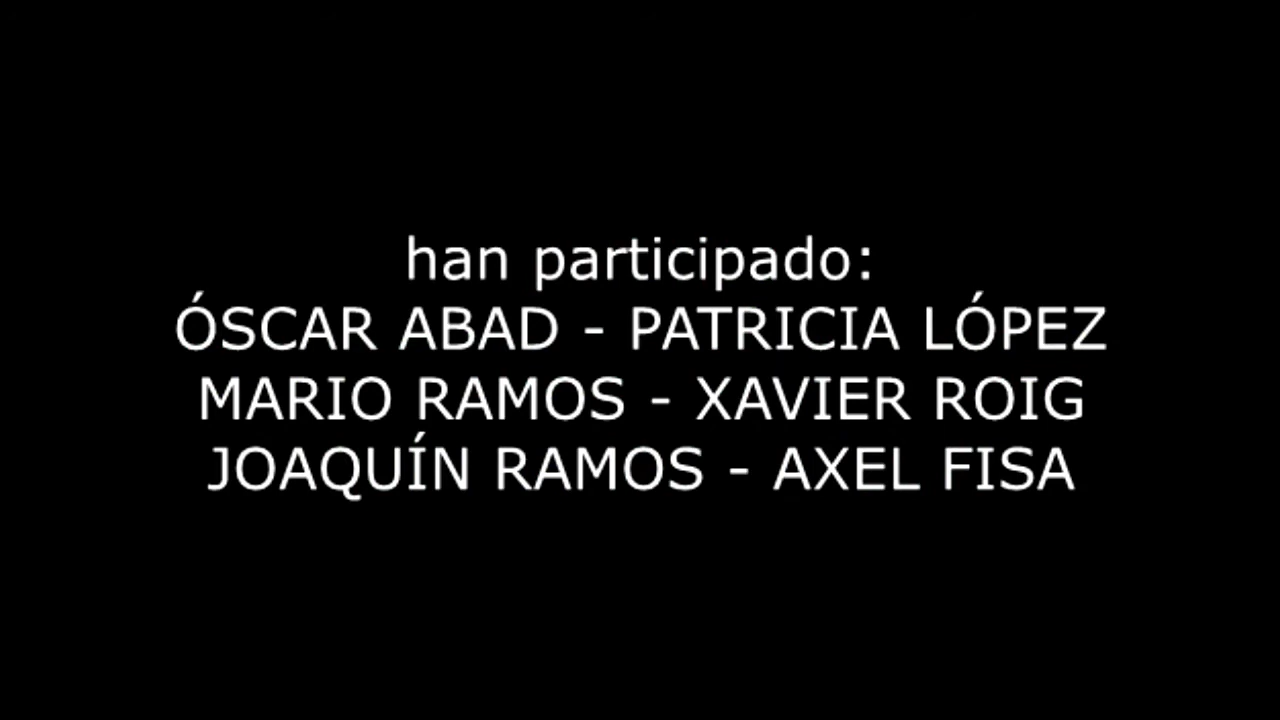 han participado:
ÓSCAR ABAD - PATRICIA LÓPEZ
MARIO RAMOS - XAVIER ROIG
JOAQUÍN RAMOS - AXEL FISA